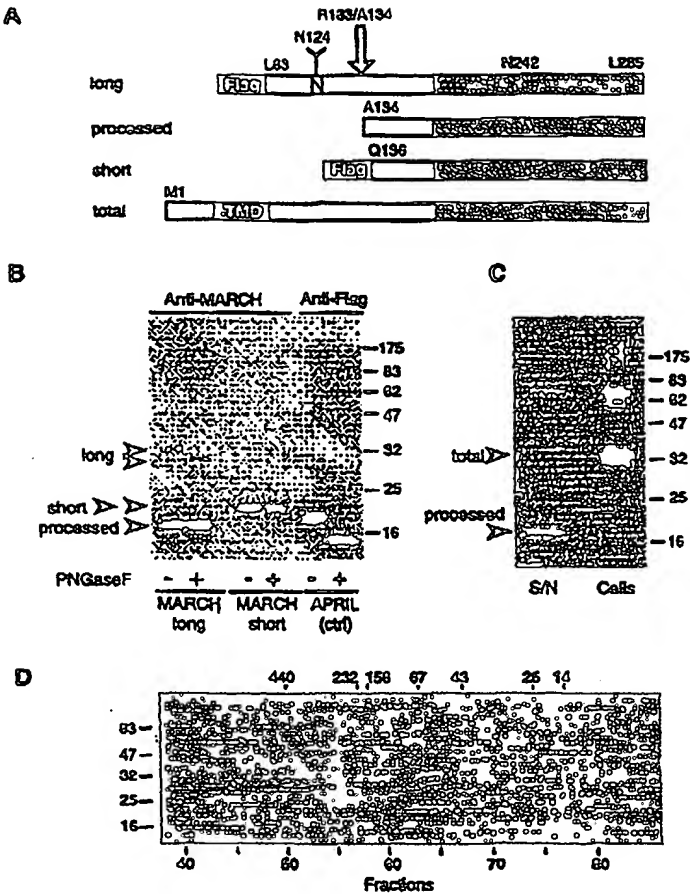 A
R133/A134
N124
L83
N242
L285
long
Flag
N
A134
processed
Q136
short
Flag
M1
total
TMD
B
Anti-MARCH
Anti-Flag
175
83
62
47
32
25
16
long
short
processed
PNGaseF
- + - + - +
MARCH long
MARCH short
APRIL (ctrl)
C
175
83
62
47
32
25
16
total
processed
S/N
Cells
D
440 232 158 67 43 25 14
83
47
32
25
16
40 50 60 70 80
Fractions